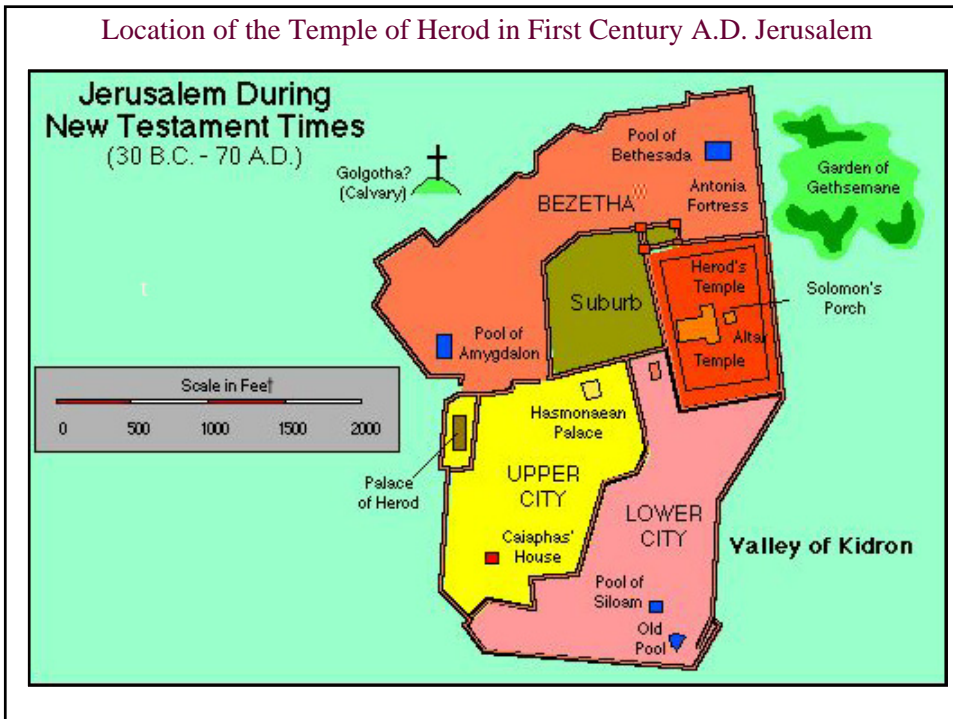 Location of the Temple of Herod in First Century A.D. Jerusalem
Jerusalem During
New Testament Times
(30 B.C. - 70 A.D.)
Golgotha?
(Calvary)
Pool of
Bethesada
Garden of
Gethsemane
Antonia
Fortress
BEZETHA
Herod's
Temple
Solomon's
Porch
Suburb
t
Altar
Temple
Pool of
Amygdalon
Scale in Feet
0 500 1000 1500 2000
Hasmonaean
Palace
Palace
of Herod
UPPER
CITY
LOWER
CITY
Caiaphas'
House
Valley of Kidron
Pool of
Siloam
Old
Pool